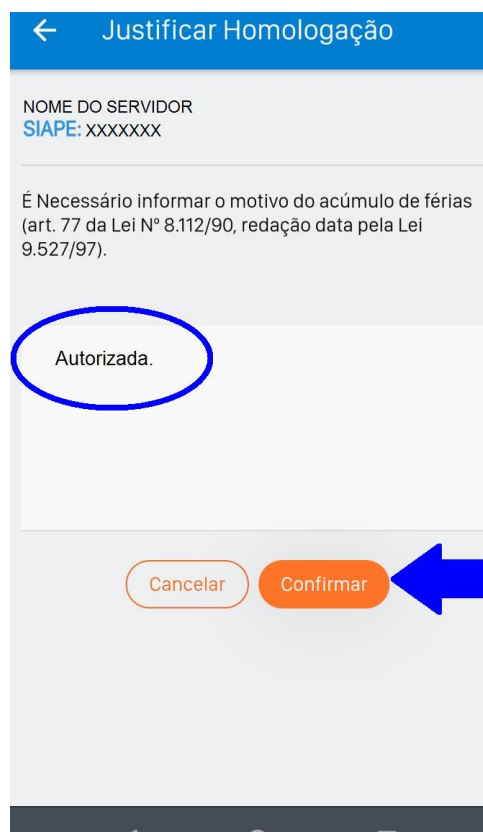 Justificar Homologação
NOME DO SERVIDOR
SIAPE: XXXXXXX
É Necessário informar o motivo do acúmulo de férias
(art. 77 da Lei Nº 8.112/90, redação data pela Lei
9.527/97).
Autorizada.
Cancelar Confirmar